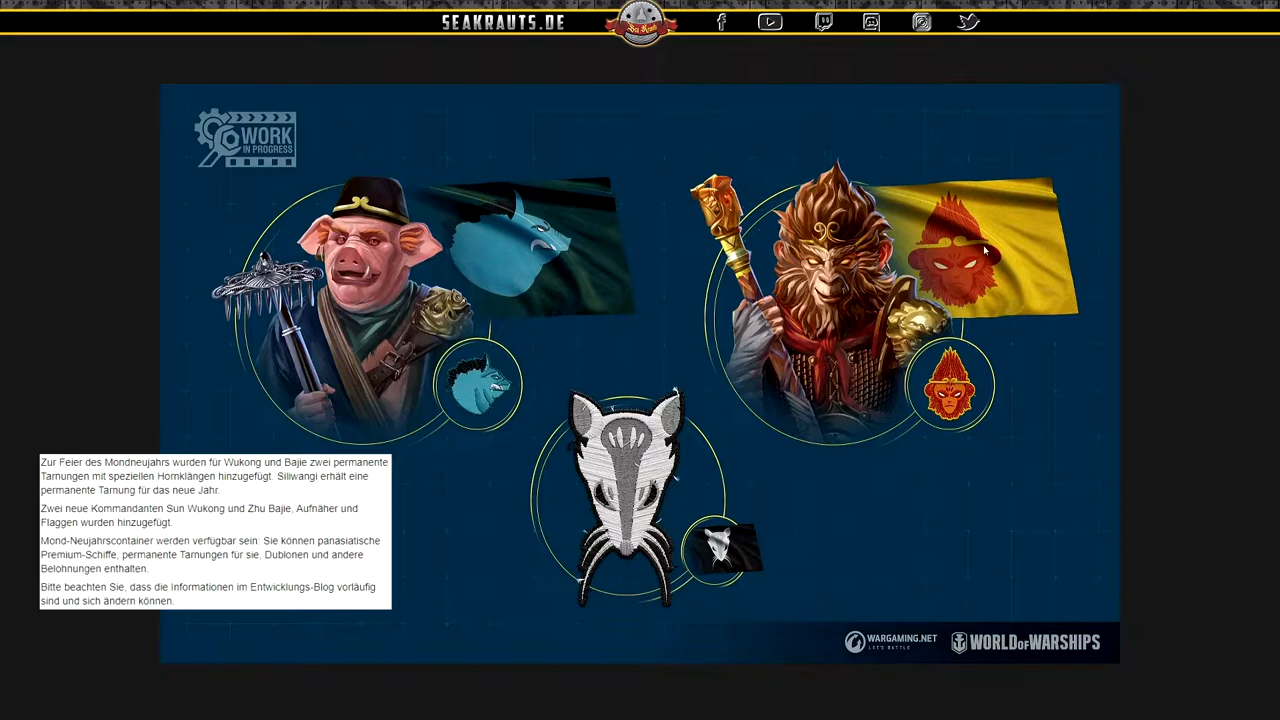 SEAKRAUTS.DE
Sea Krauts
WORK
IN PROGRESS
Zur Feier des Mondneujahrs wurden für Wukong und Bajie zwei permanente
Tarnungen mit speziellen Hornklängen hinzugefügt. Siliwangi erhält eine
permanente Tarnung für das neue Jahr.
Zwei neue Kommandanten Sun Wukong und Zhu Bajie, Aufnäher und
Flaggen wurden hinzugefügt.
Mond-Neujahrscontainer werden verfügbar sein: Sie können panasiatische
Premium-Schiffe, permanente Tarnungen für sie, Dublonen und andere
Belohnungen enthalten.
Bitte beachten Sie, dass die Informationen im Entwicklungs-Blog vorläufig
sind und sich ändern können.
WARGAMING.NET
LET'S BATTLE
WORLD OF WARSHIPS